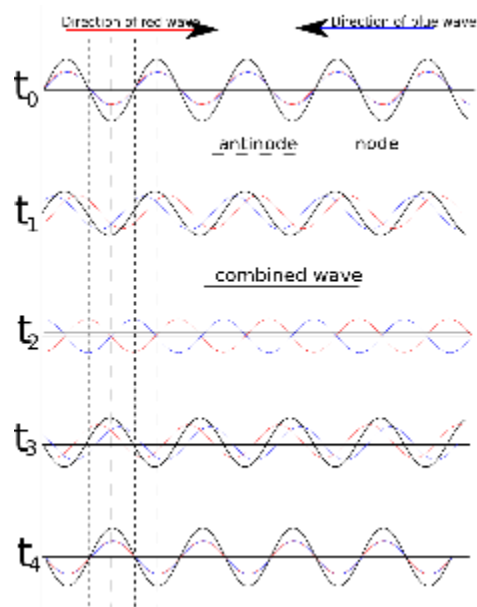 Direction of red wave
Direction of blue wave
t0
antinode
node
t1
combined wave
t2
t3
t4